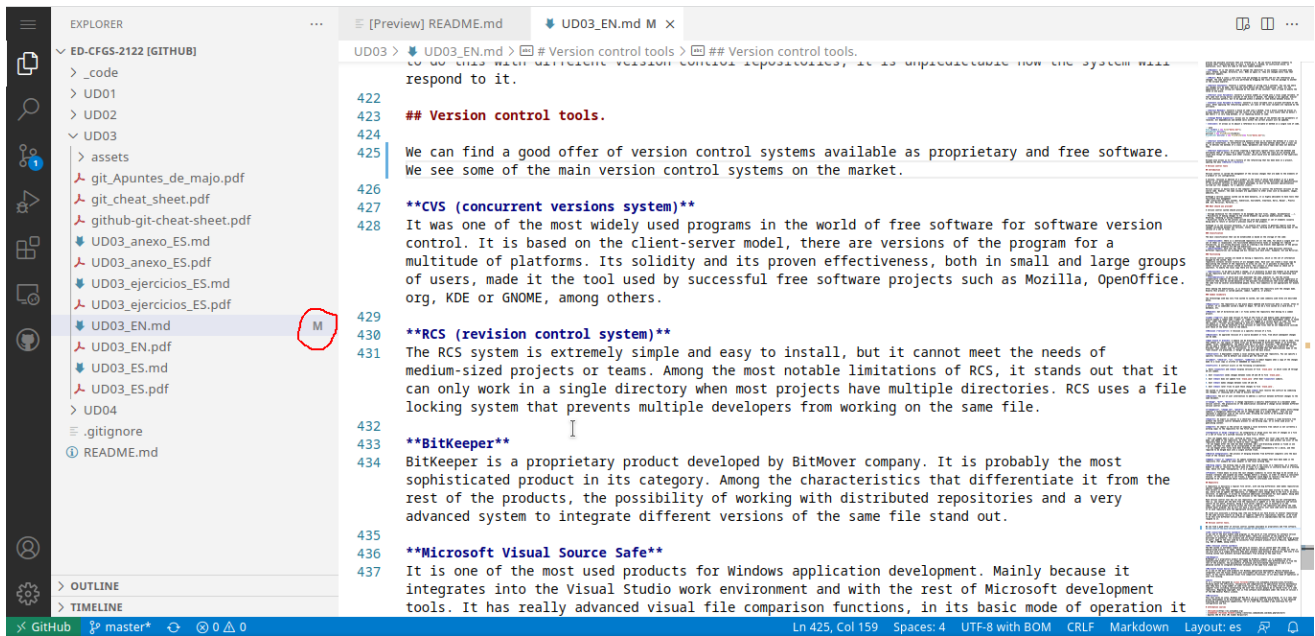 EXPLORER
ED-CFGS-2122 [GITHUB]
_code
UD01
UD02
UD03
assets
git_Apuntes_de_majo.pdf
git_cheat_sheet.pdf
github-git-cheat-sheet.pdf
UD03_anexo_ES.md
UD03_anexo_ES.pdf
UD03_ejercicios_ES.md
UD03_ejercicios_ES.pdf
UD03_EN.md M
UD03_EN.pdf
UD03_ES.md
UD03_ES.pdf
UD04
.gitignore
README.md
OUTLINE
TIMELINE
1
[Preview] README.md
UD03_EN.md M
UD03 > UD03_EN.md > # Version control tools > ## Version control tools.
to do this with different version control repositories, it is unpredictable how the system will
respond to it.
422
423 ## Version control tools.
424
425 We can find a good offer of version control systems available as proprietary and free software.
We see some of the main version control systems on the market.
426
427 **CVS (concurrent versions system)**
428 It was one of the most widely used programs in the world of free software for software version
control. It is based on the client-server model, there are versions of the program for a
multitude of platforms. Its solidity and its proven effectiveness, both in small and large groups
of users, made it the tool used by successful free software projects such as Mozilla, OpenOffice.
org, KDE or GNOME, among others.
429
430 **RCS (revision control system)**
431 The RCS system is extremely simple and easy to install, but it cannot meet the needs of
medium-sized projects or teams. Among the most notable limitations of RCS, it stands out that it
can only work in a single directory when most projects have multiple directories. RCS uses a file
locking system that prevents multiple developers from working on the same file.
432
433 **BitKeeper**
434 BitKeeper is a proprietary product developed by BitMover company. It is probably the most
sophisticated product in its category. Among the characteristics that differentiate it from the
rest of the products, the possibility of working with distributed repositories and a very
advanced system to integrate different versions of the same file stand out.
435
436 **Microsoft Visual Source Safe**
437 It is one of the most used products for Windows application development. Mainly because it
integrates into the Visual Studio work environment and with the rest of Microsoft development
tools. It has really advanced visual file comparison functions, in its basic mode of operation it
GitHub master* 0 0 Ln 425, Col 159 Spaces: 4 UTF-8 with BOM CRLF Markdown Layout: es